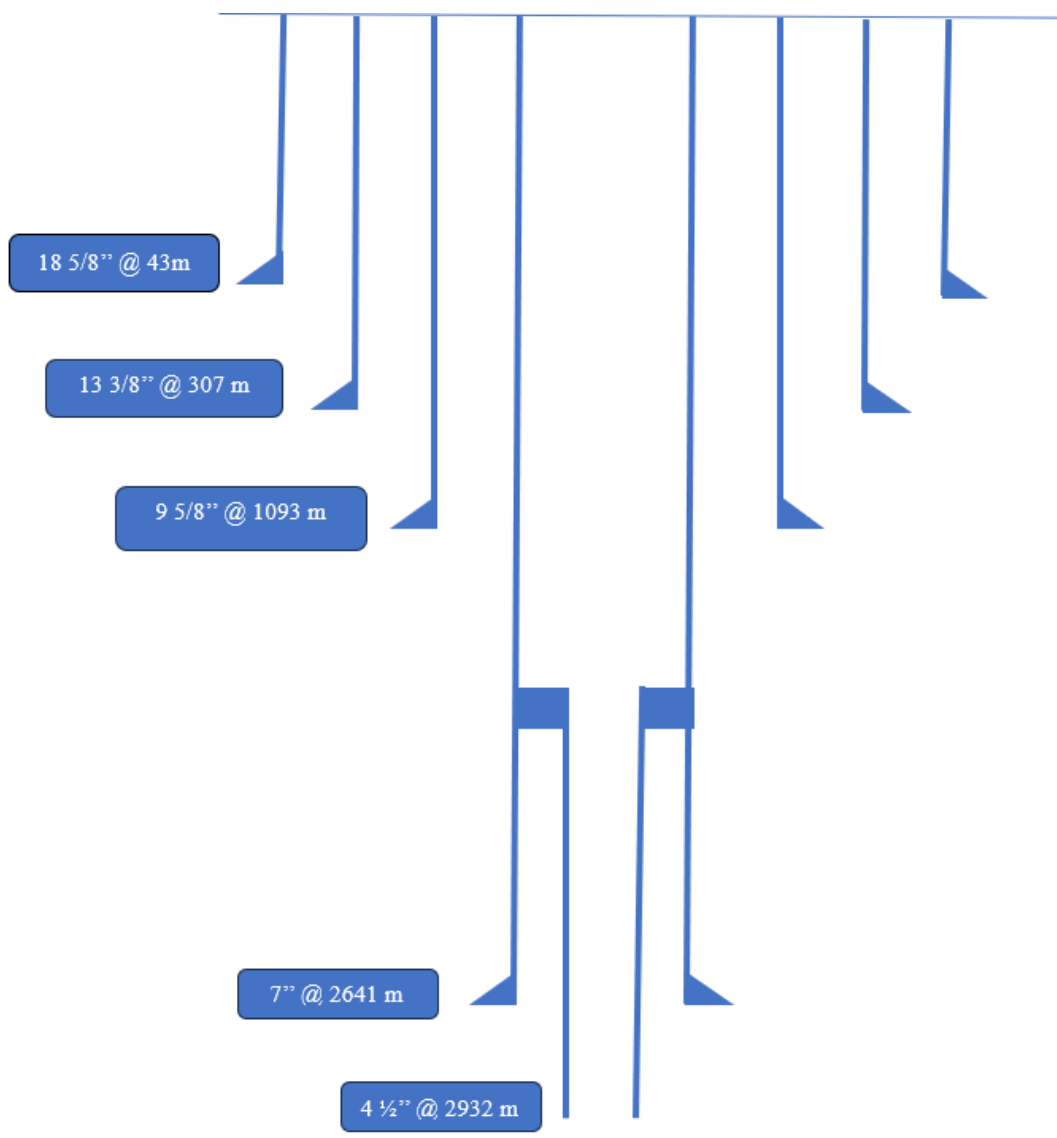 18 5/8” @ 43m
13 3/8” @ 307 m
9 5/8” @ 1093 m
7” @ 2641 m
4 ½” @ 2932 m